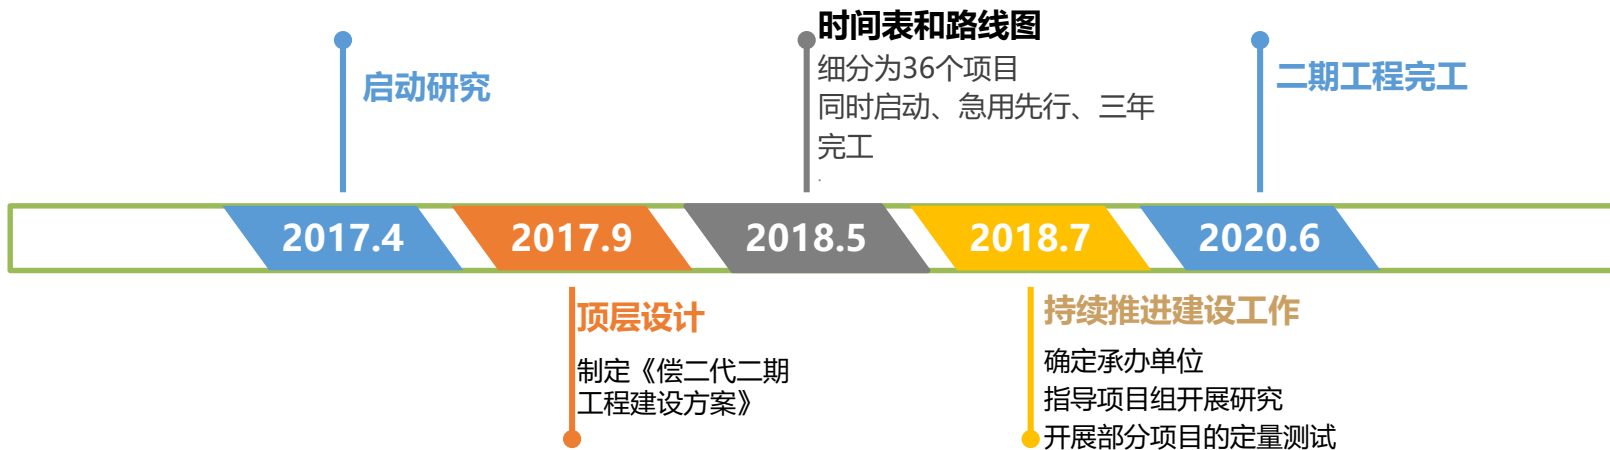 时间表和路线图
启动研究
细分为36个项目
同时启动、急用先行、三年
完工
.
二期工程完工
2017.4
2017.9
2018.5
2018.7
2020.6
顶层设计
制定《偿二代二期
工程建设方案》
持续推进建设工作
确定承办单位
指导项目组开展研究
开展部分项目的定量测试